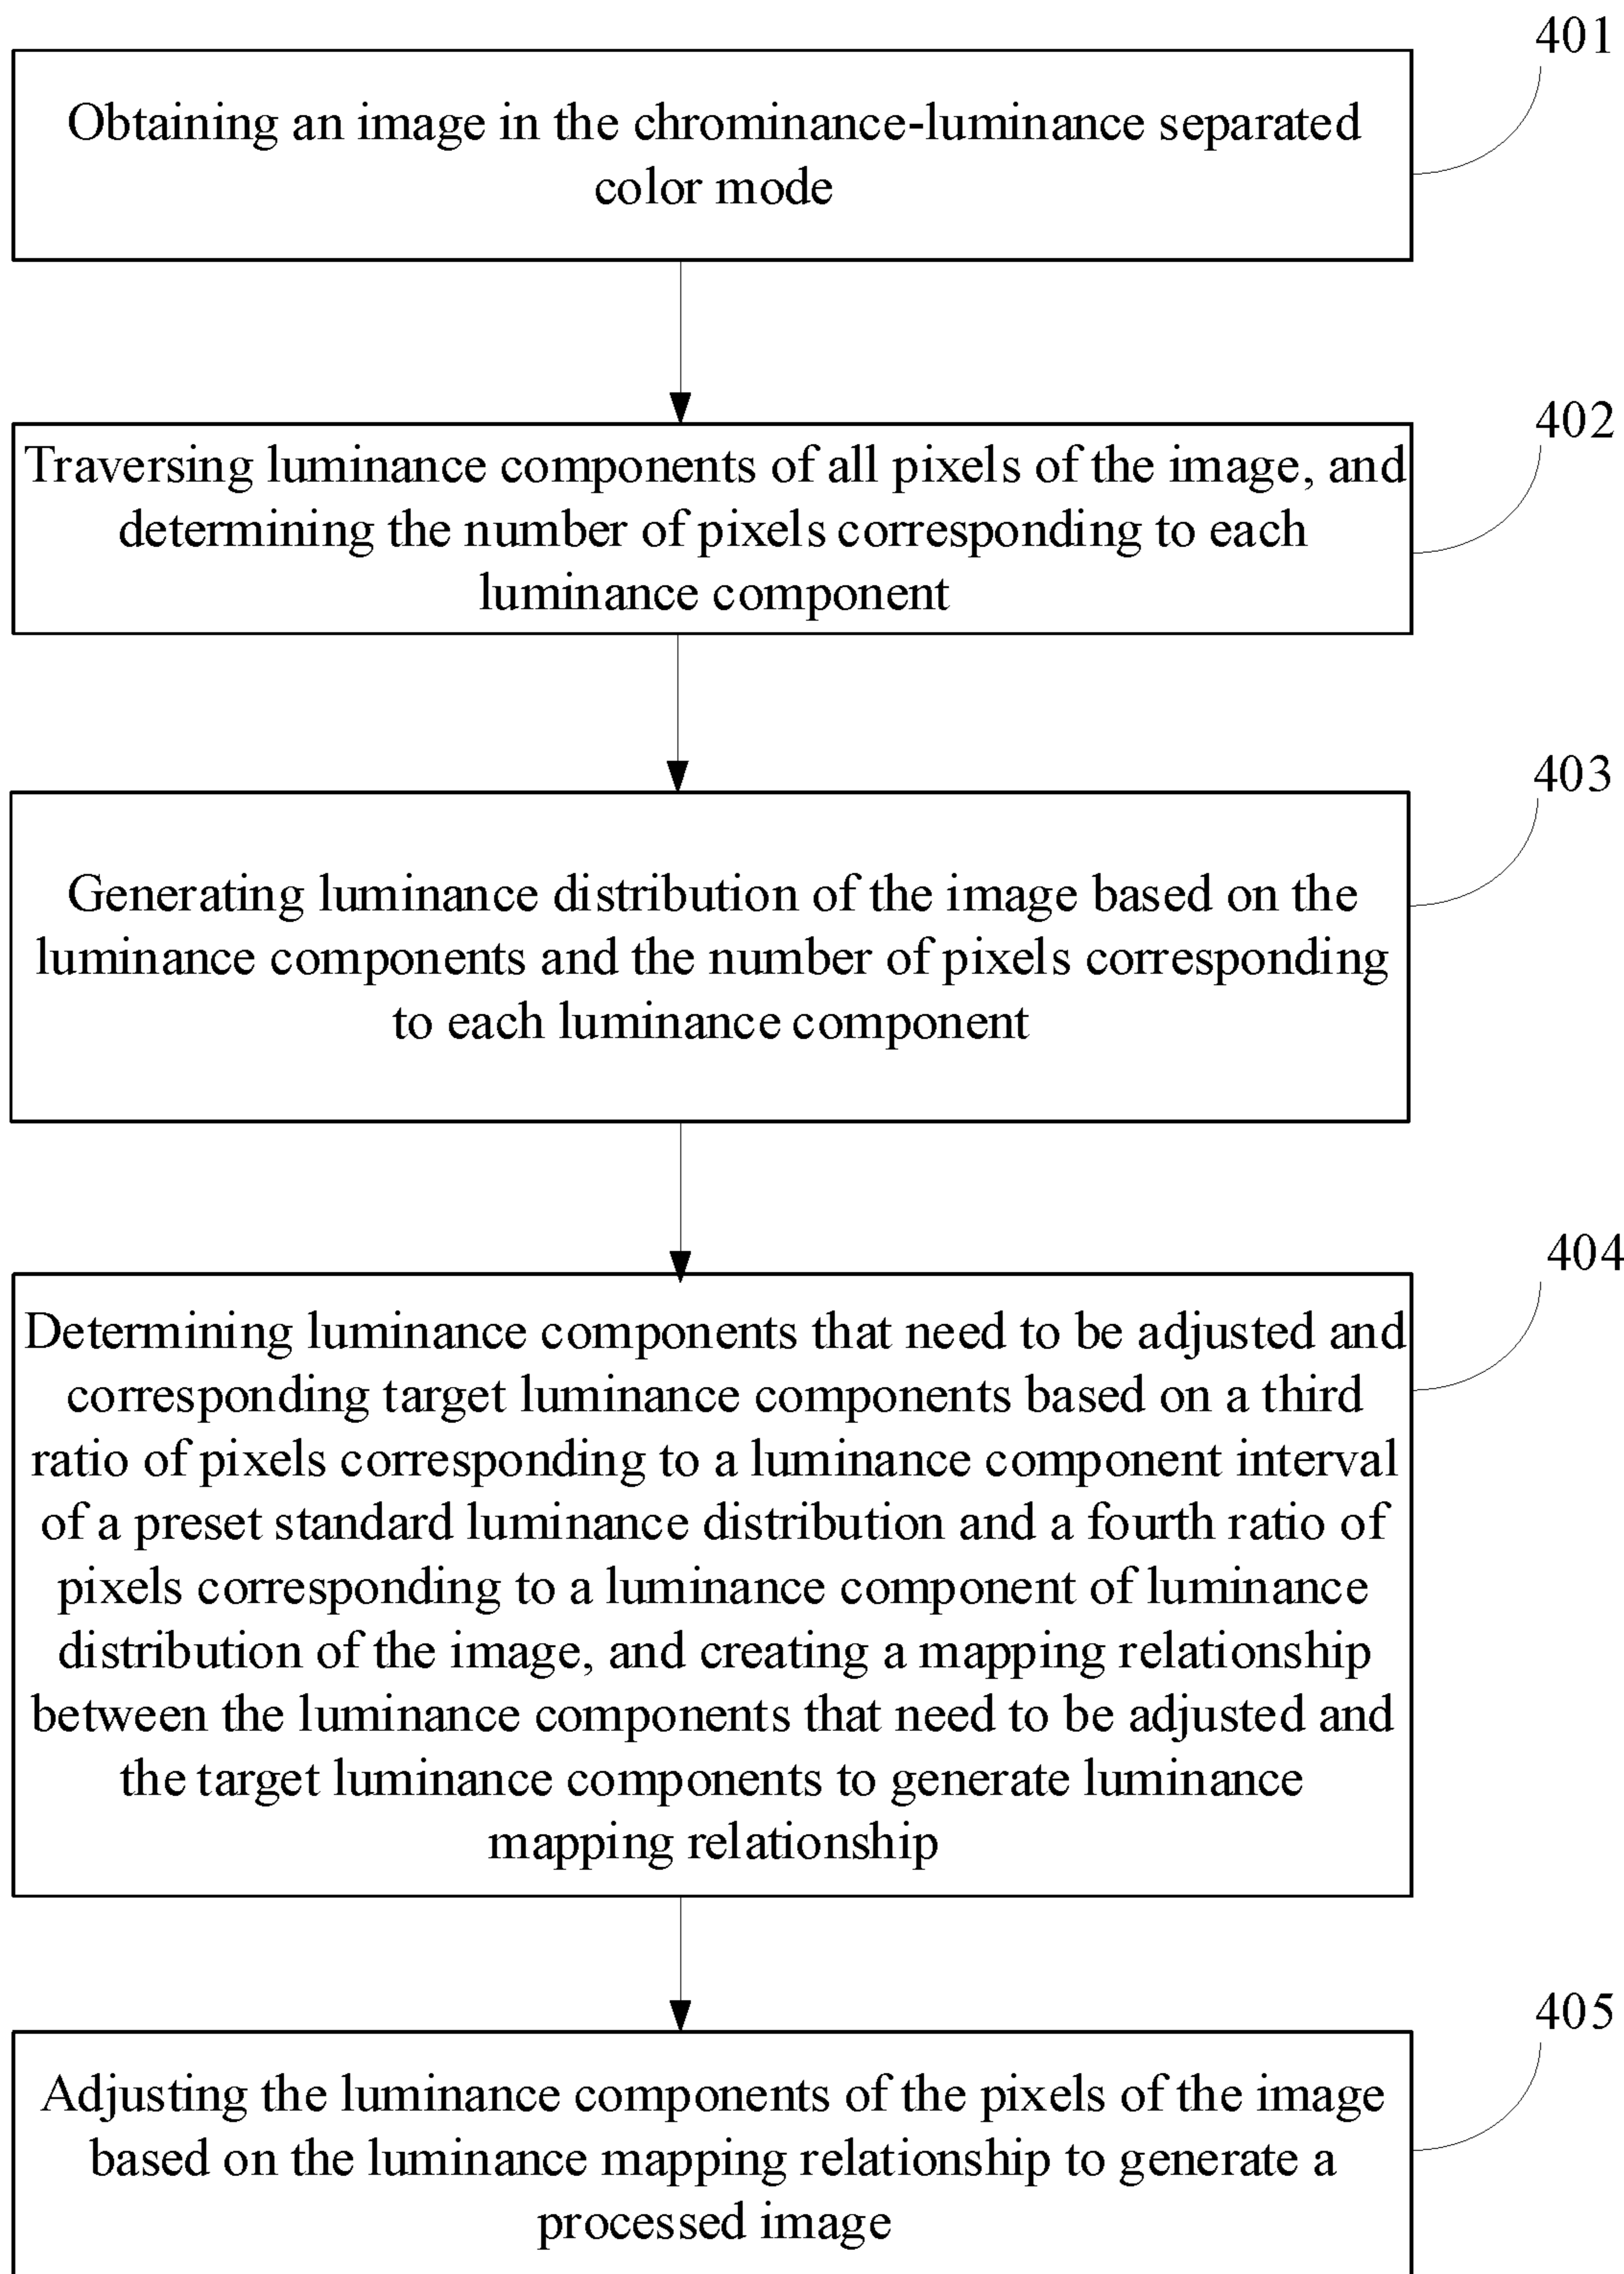 401
Obtaining an image in the chrominance-luminance separated
color mode
402
Traversing luminance components of all pixels of the image, and
determining the number of pixels corresponding to each
luminance component
403
Generating luminance distribution of the image based on the
luminance components and the number of pixels corresponding
to each luminance component
404
Determining luminance components that need to be adjusted and
corresponding target luminance components based on a third
ratio of pixels corresponding to a luminance component interval
of a preset standard luminance distribution and a fourth ratio of
pixels corresponding to a luminance component of luminance
distribution of the image, and creating a mapping relationship
between the luminance components that need to be adjusted and
the target luminance components to generate luminance
mapping relationship
405
Adjusting the luminance components of the pixels of the image
based on the luminance mapping relationship to generate a
processed image